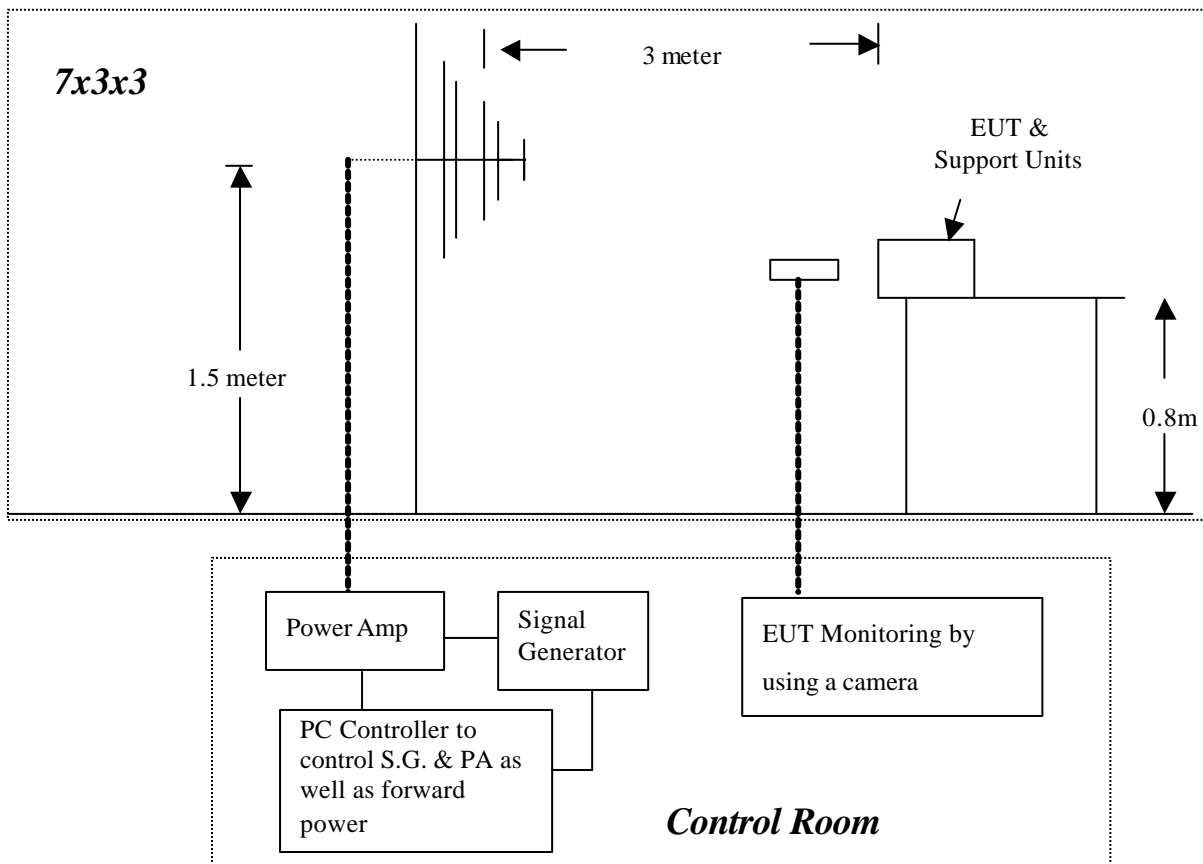 3 meter
7x3x3
EUT &
Support Units
1.5 meter
0.8m
Power Amp
Signal
Generator
EUT Monitoring by
using a camera
PC Controller to
control S.G. & PA as
well as forward
power
Control Room